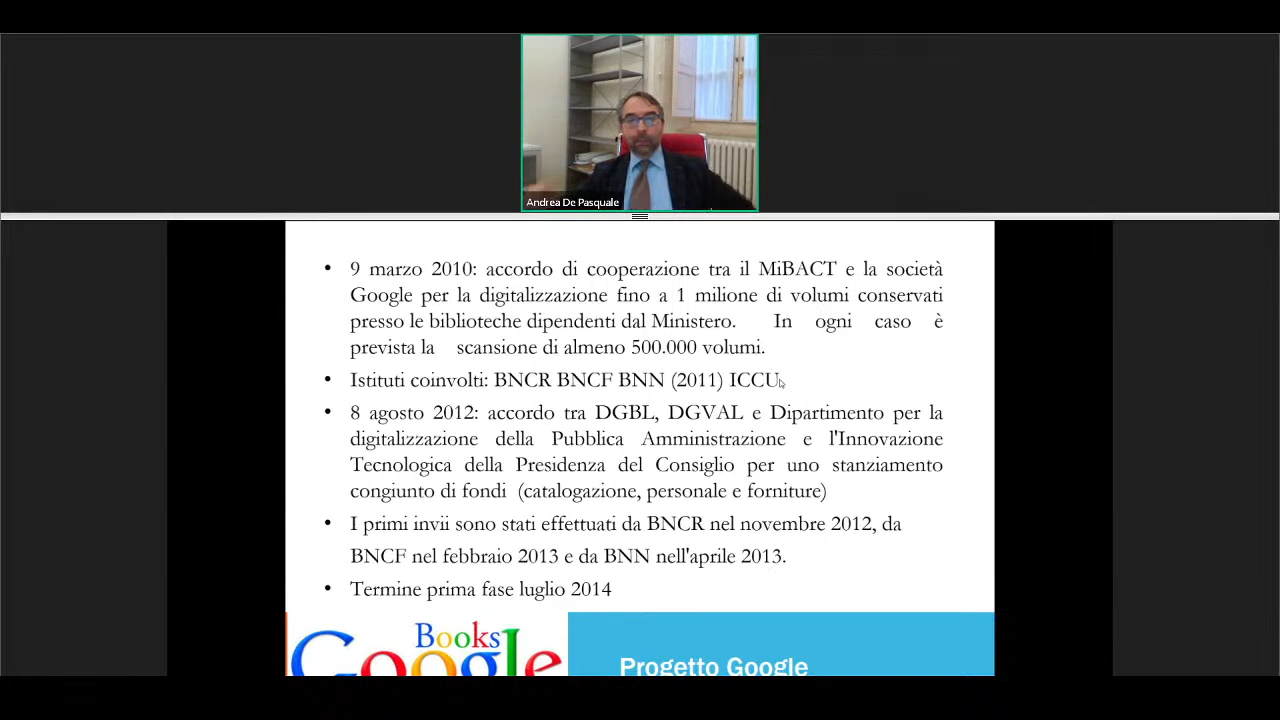 Andrea De Pasquale
• 9 marzo 2010: accordo di cooperazione tra il MiBACT e la società
Google per la digitalizzazione fino a 1 milione di volumi conservati
presso le biblioteche dipendenti dal Ministero. In ogni caso è
prevista la scansione di almeno 500.000 volumi.
• Istituti coinvolti: BNCR BNCF BNN (2011) ICCU
• 8 agosto 2012: accordo tra DGBL, DGVAL e Dipartimento per la
digitalizzazione della Pubblica Amministrazione e l'Innovazione
Tecnologica della Presidenza del Consiglio per uno stanziamento
congiunto di fondi (catalogazione, personale e forniture)
• I primi invii sono stati effettuati da BNCR nel novembre 2012, da
BNCF nel febbraio 2013 e da BNN nell'aprile 2013.
• Termine prima fase luglio 2014
Books
Google
Progetto Google